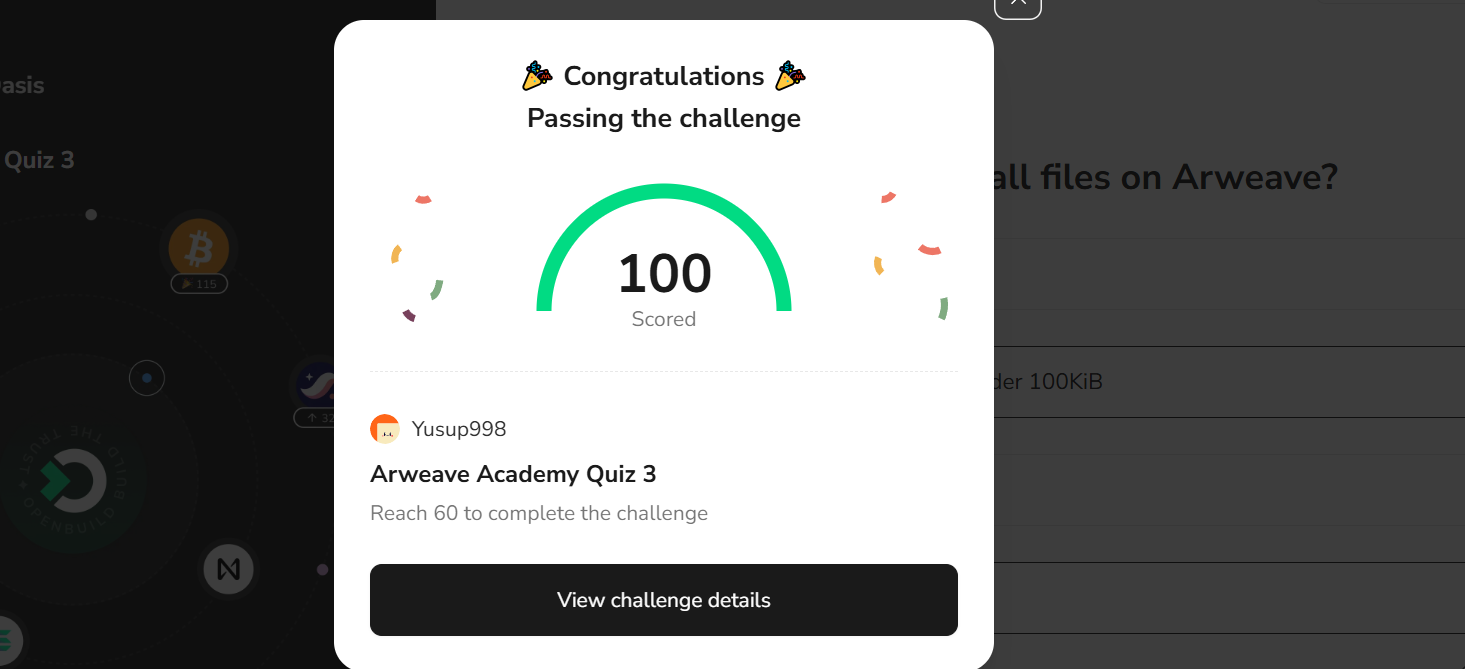 Congratulations
Passing the challenge
asis
Quiz 3
all files on Arweave?
115
100
Scored
der 100KiB
32
Yusup998
Arweave Academy Quiz 3
THE TRUST
OPENBUILD
BUILD
Reach 60 to complete the challenge
View challenge details